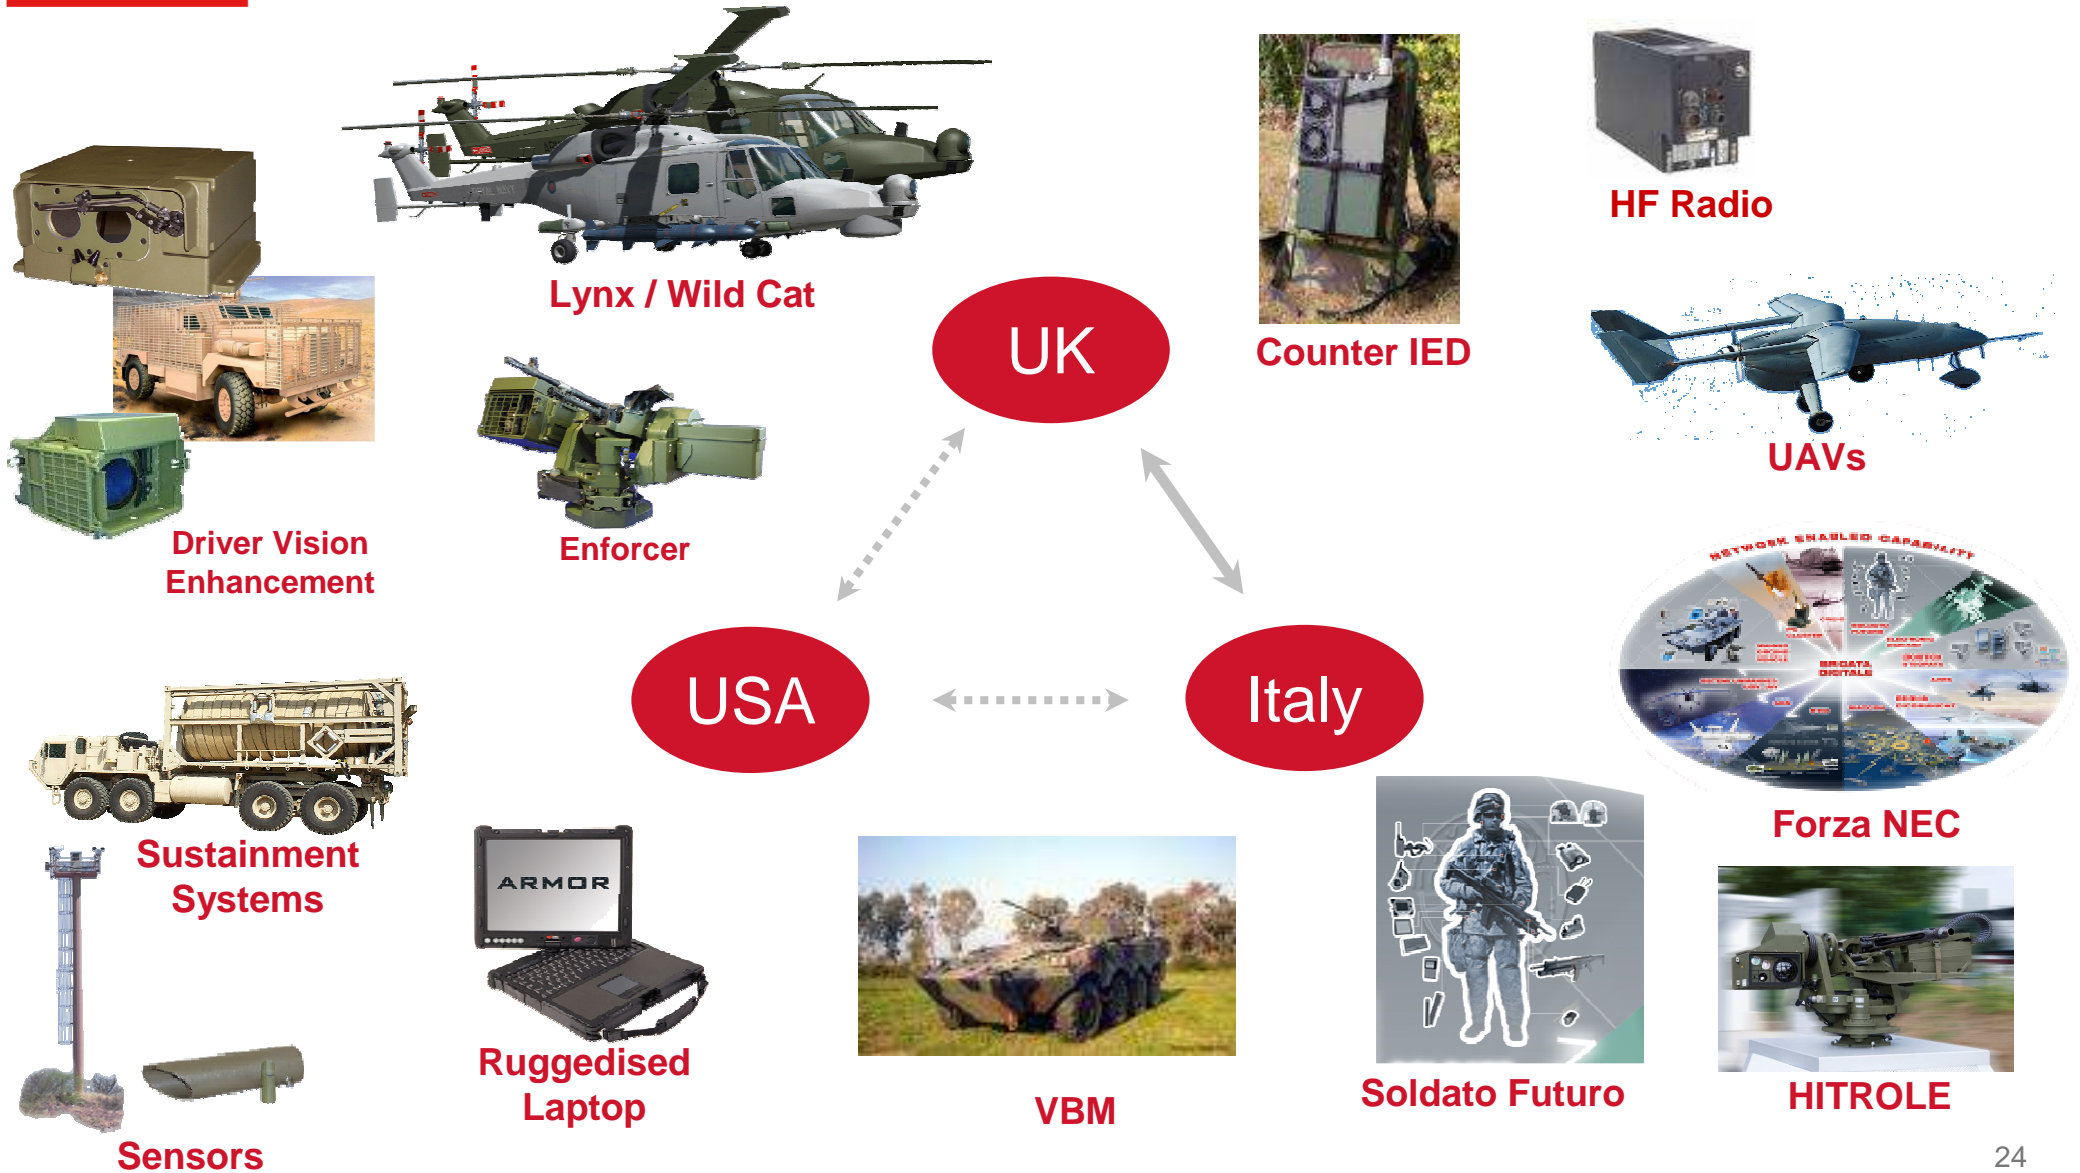 HF Radio
Lynx / Wild Cat
UK
Counter IED
UAVs
Driver Vision
Enhancement
Enforcer
NETWORK ENABLED CAPABILITY
BRIGATA
DIGITALE
USA
Italy
Forza NEC
Sustainment
Systems
ARMOR
Ruggedised
Laptop
VBM
Soldato Futuro
HITROLE
Sensors
24